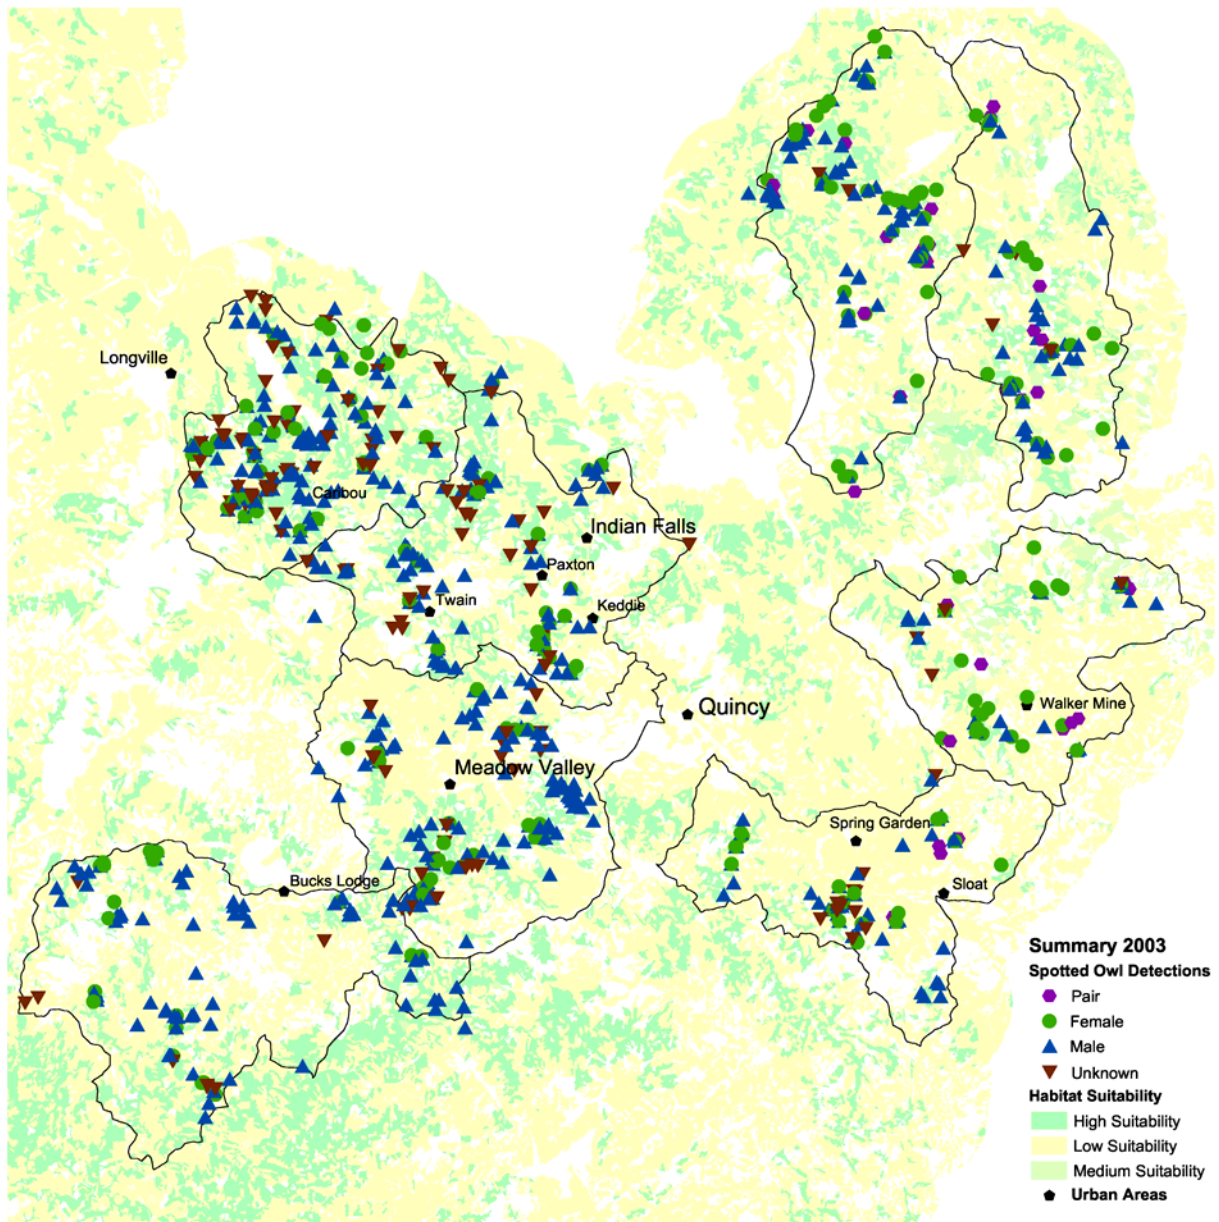 Longville
Caribou
Indian Falls
Paxton
Twain
Keddie
Quincy
Walker Mine
Meadow Valley
Spring Garden
Bucks Lodge
Sloat
Summary 2003
Spotted Owl Detections
Pair
Female
Male
Unknown
Habitat Suitability
High Suitability
Low Suitability
Medium Suitability
Urban Areas